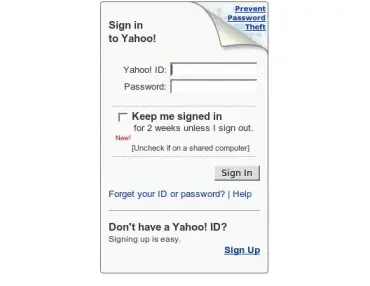 Prevent
Password
Theft
Sign in
to Yahoo!
Yahoo! ID:
Password:
Keep me signed in
for 2 weeks unless I sign out.
New!
[Uncheck if on a shared computer]
Sign In
Forget your ID or password? | Help
Don't have a Yahoo! ID?
Signing up is easy.
Sign Up